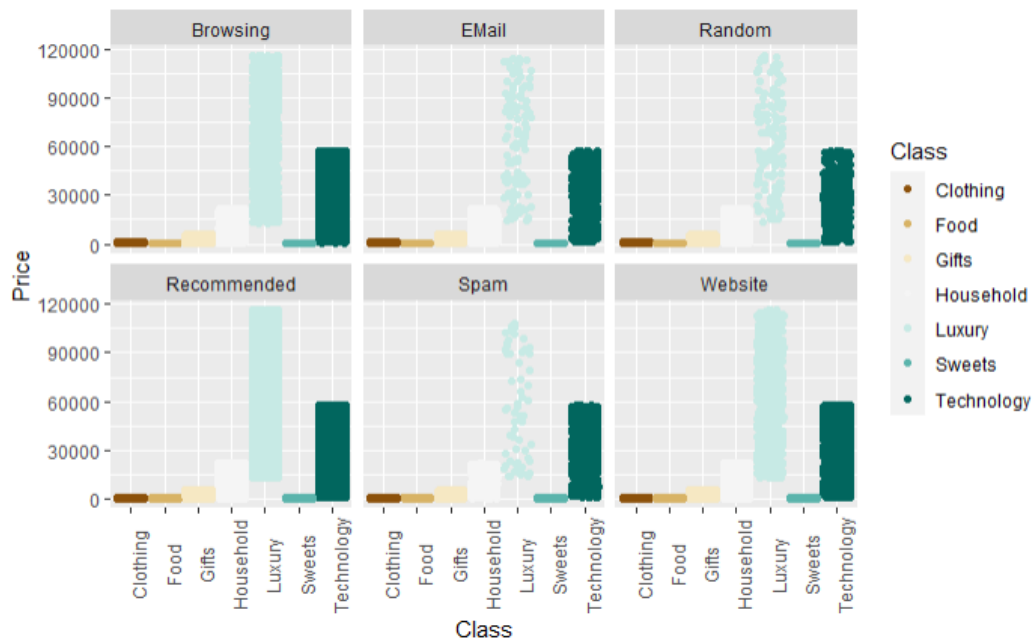 Browsing
EMail
Random
120000
90000
60000
30000
0
Recommended
Spam
Website
120000
90000
60000
30000
0
Price
Clothing
Food
Gifts
Household
Luxury
Sweets
Technology
Clothing
Food
Gifts
Household
Luxury
Sweets
Technology
Clothing
Food
Gifts
Household
Luxury
Sweets
Technology
Class
Class
Clothing
Food
Gifts
Household
Luxury
Sweets
Technology